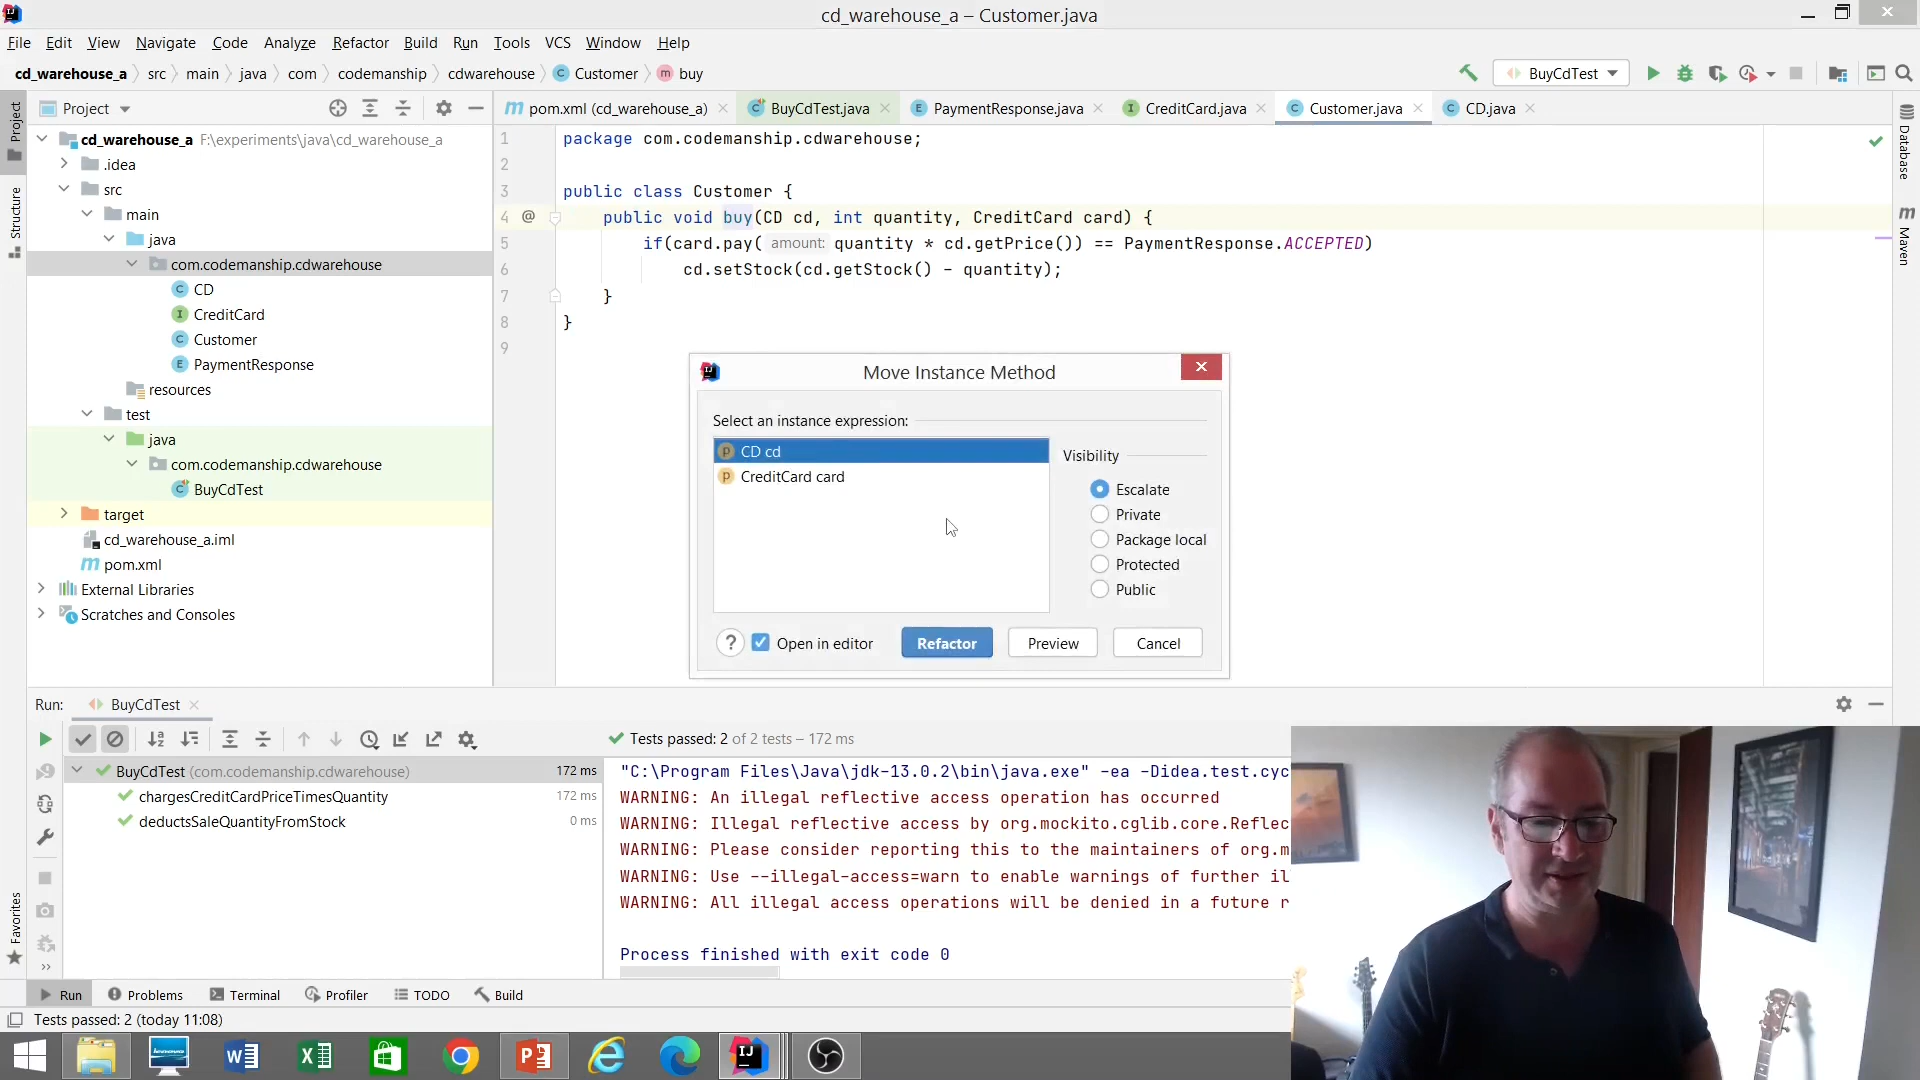 cd_warehouse_a – Customer.java
File Edit View Navigate Code Analyze Refactor Build Run Tools VCS Window Help
cd_warehouse_a src main java com codemanship cdwarehouse Customer buy
BuyCdTest
Project
pom.xml (cd_warehouse_a) BuyCdTest.java PaymentResponse.java CreditCard.java Customer.java CD.java
Project
Structure
Favorites
Database
Maven
cd_warehouse_a F:\experiments\java\cd_warehouse_a
.idea
src
main
java
com.codemanship.cdwarehouse
CD
CreditCard
Customer
PaymentResponse
resources
test
java
com.codemanship.cdwarehouse
BuyCdTest
target
cd_warehouse_a.iml
pom.xml
External Libraries
Scratches and Consoles
1 package com.codemanship.cdwarehouse;
2
3 public class Customer {
4 @ public void buy(CD cd, int quantity, CreditCard card) {
5 if(card.pay( amount: quantity * cd.getPrice()) == PaymentResponse.ACCEPTED)
6 cd.setStock(cd.getStock() - quantity);
7 }
8 }
9
Move Instance Method
Select an instance expression:
CD cd
CreditCard card
Visibility
Escalate
Private
Package local
Protected
Public
? Open in editor Refactor Preview Cancel
Run: BuyCdTest
Tests passed: 2 of 2 tests – 172 ms
BuyCdTest (com.codemanship.cdwarehouse) 172 ms
chargesCreditCardPriceTimesQuantity 172 ms
deductsSaleQuantityFromStock 0 ms
"C:\Program Files\Java\jdk-13.0.2\bin\java.exe" -ea -Didea.test.cyc
WARNING: An illegal reflective access operation has occurred
WARNING: Illegal reflective access by org.mockito.cglib.core.Reflec
WARNING: Please consider reporting this to the maintainers of org.m
WARNING: Use --illegal-access=warn to enable warnings of further il
WARNING: All illegal access operations will be denied in a future r
Process finished with exit code 0
Run Problems Terminal Profiler TODO Build
Tests passed: 2 (today 11:08)